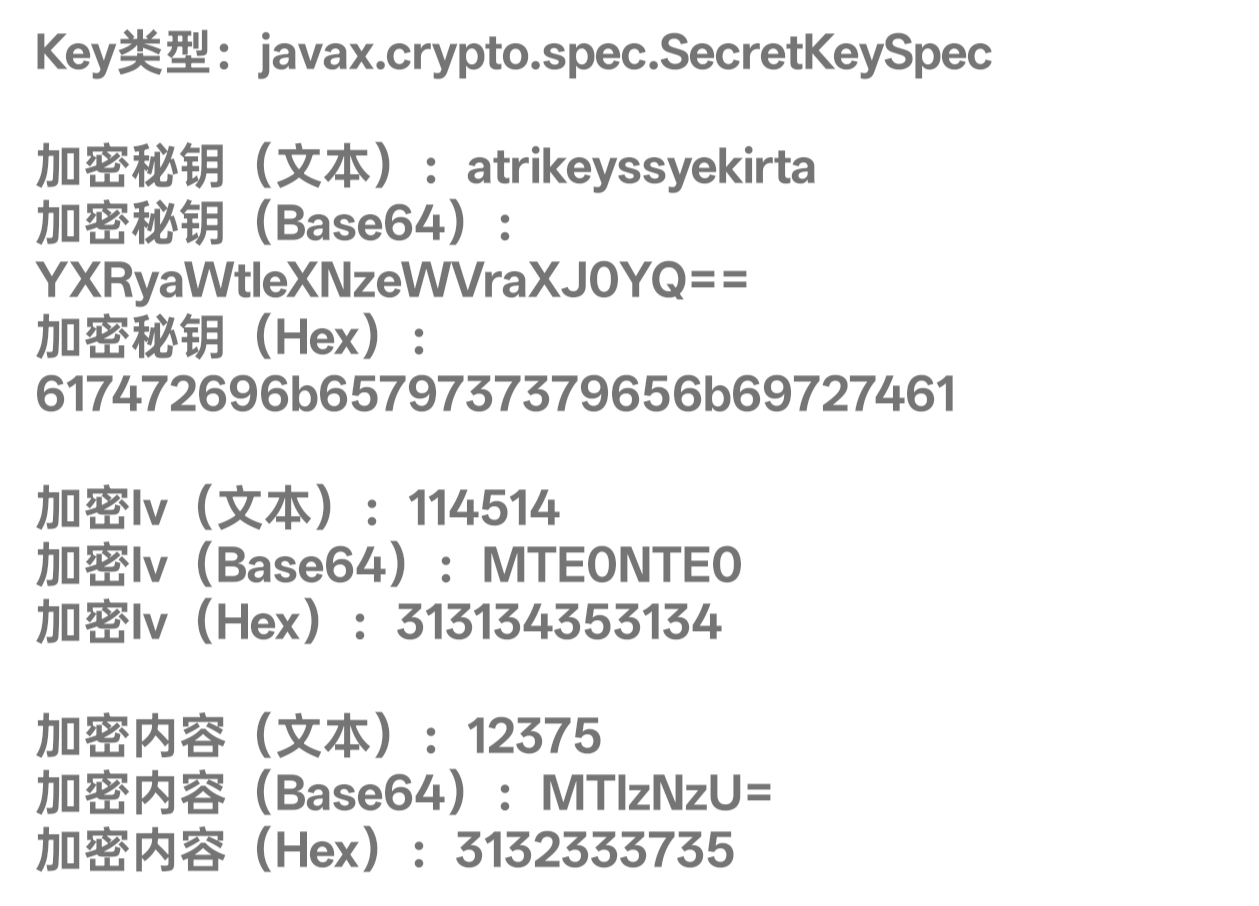 Key类型：javax.crypto.spec.SecretKeySpec
加密秘钥（文本）：atrikeyssyekirta
加密秘钥（Base64）：
YXRyaWtleXNzeWVraXJ0YQ==
加密秘钥（Hex）：
617472696b6579737379656b69727461
加密Iv（文本）：114514
加密Iv（Base64）：MTE0NTE0
加密Iv（Hex）：313134353134
加密内容（文本）：12375
加密内容（Base64）：MTIzNzU=
加密内容（Hex）：3132333735